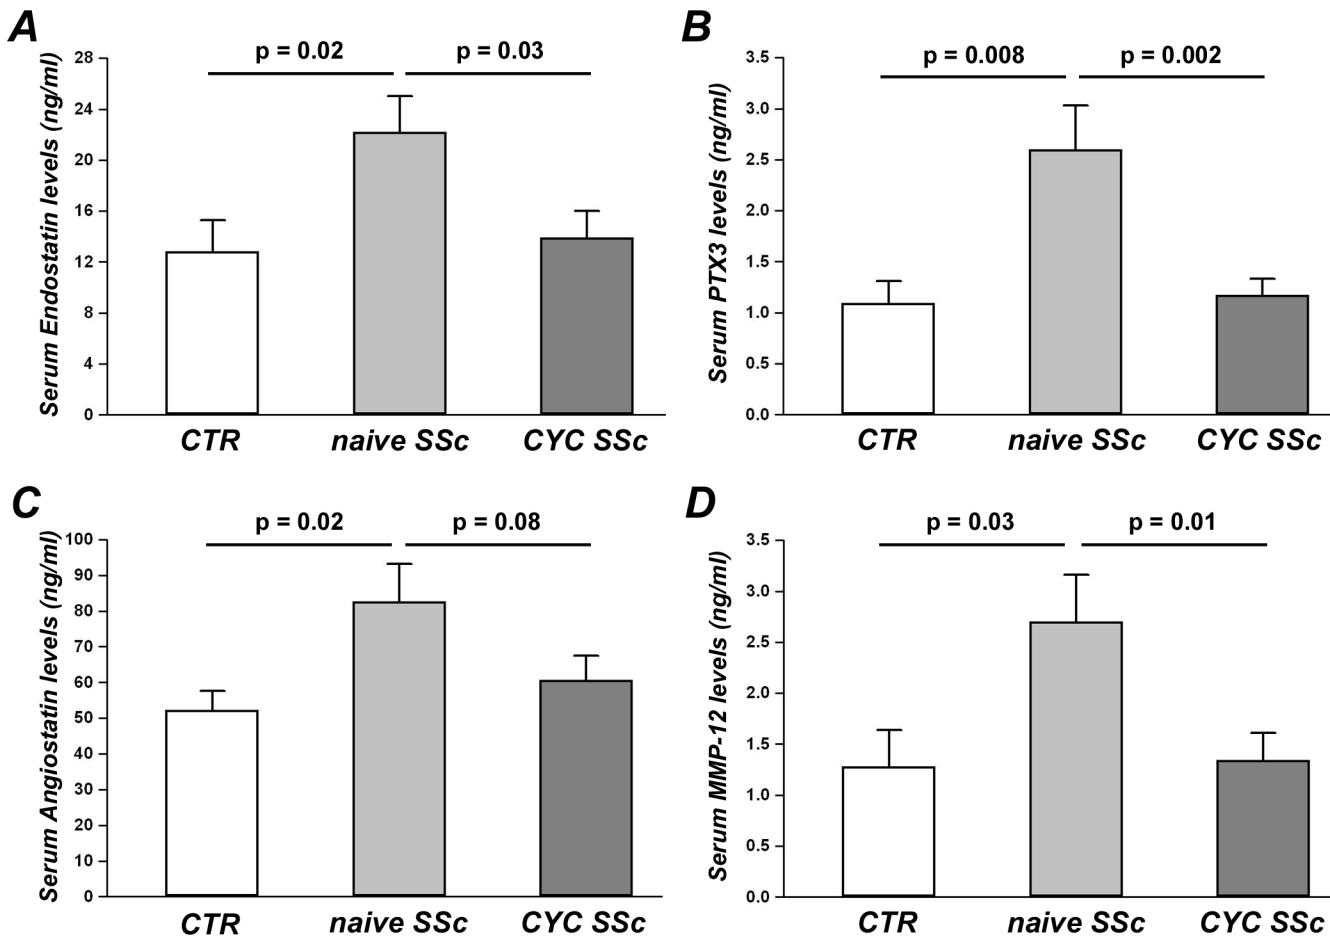 A
Serum Endostatin levels (ng/ml)
28
24
20
16
12
8
4
0
p = 0.02
p = 0.03
CTR
naive SSc
CYC SSc
B
Serum PTX3 levels (ng/ml)
3.5
3.0
2.5
2.0
1.5
1.0
0.5
0.0
p = 0.008
p = 0.002
CTR
naive SSc
CYC SSc
C
Serum Angiostatin levels (ng/ml)
100
90
80
70
60
50
40
30
20
10
0
p = 0.02
p = 0.08
CTR
naive SSc
CYC SSc
D
Serum MMP-12 levels (ng/ml)
3.5
3.0
2.5
2.0
1.5
1.0
0.5
0.0
p = 0.03
p = 0.01
CTR
naive SSc
CYC SSc